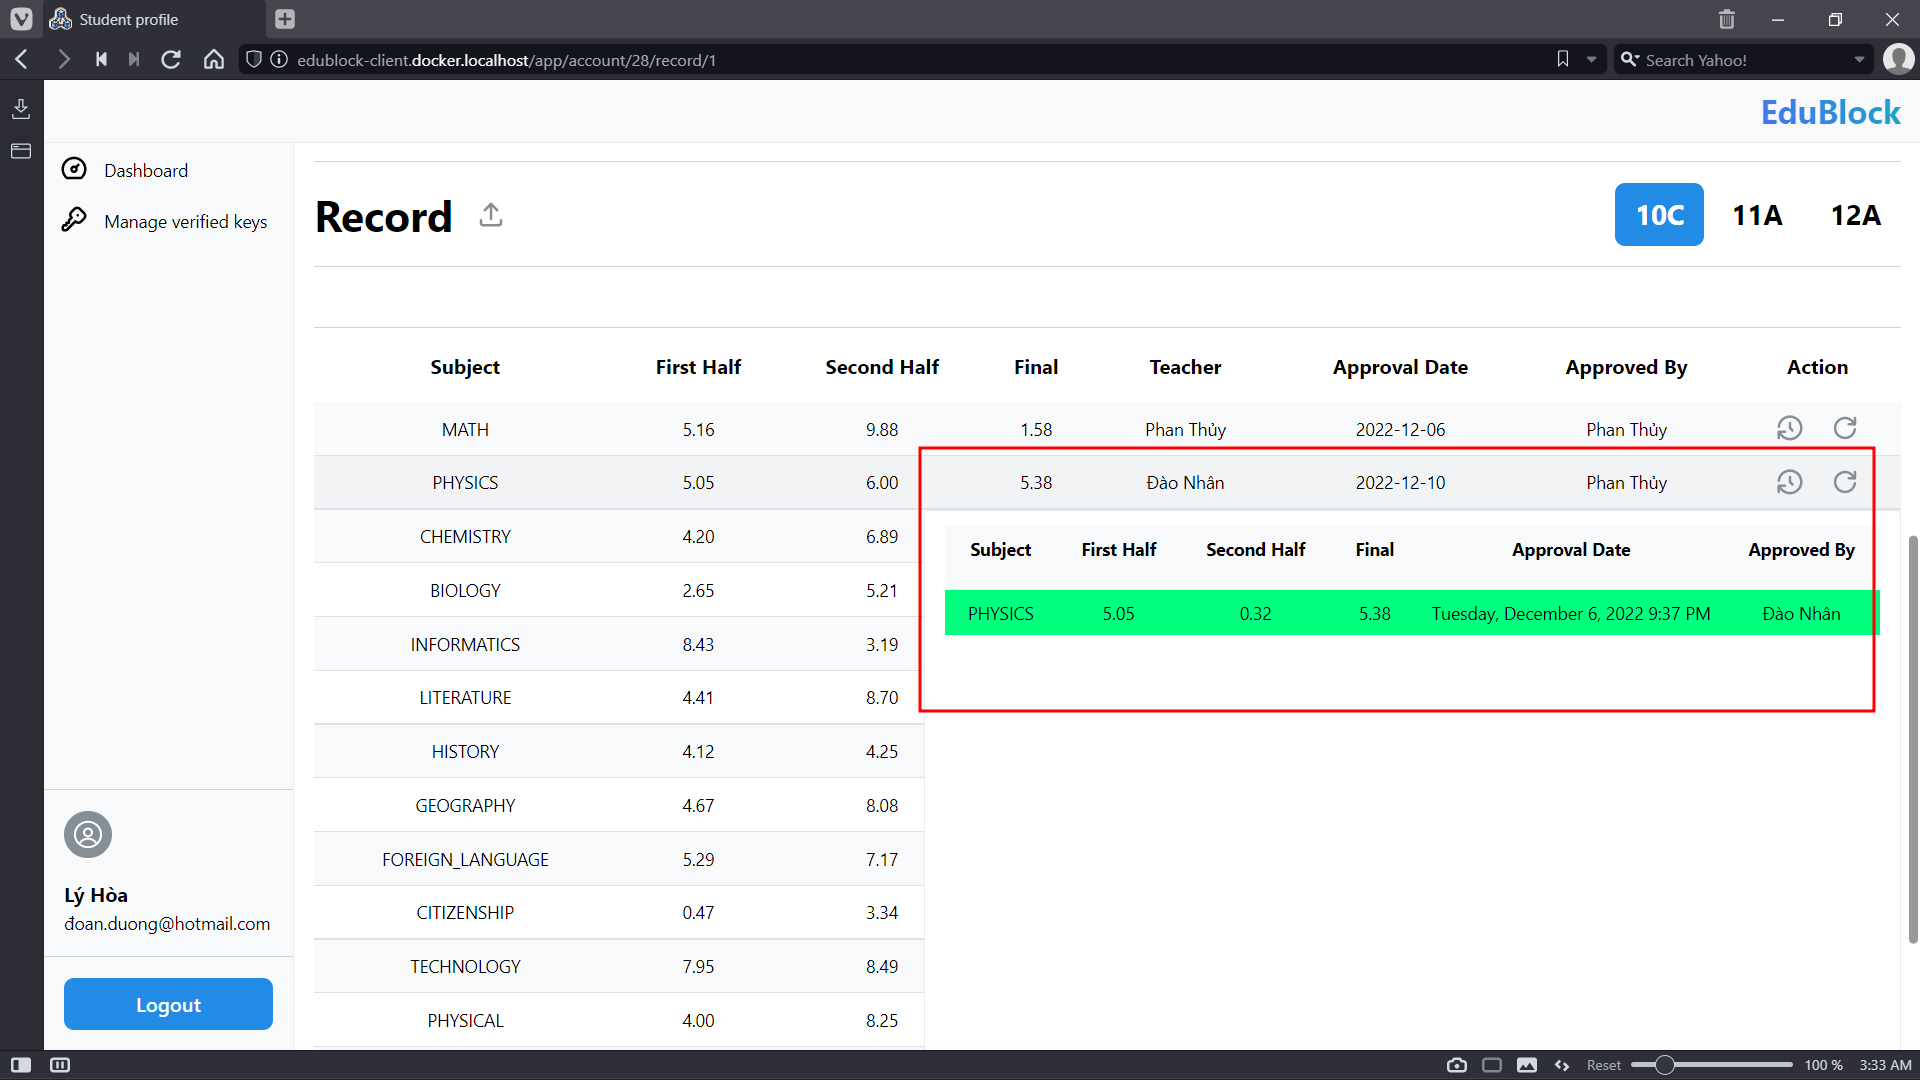 Student profile
edublock-client.docker.localhost/app/account/28/record/1
Search Yahoo!
EduBlock
Dashboard
Manage verified keys
Record
10C 11A 12A
Subject First Half Second Half Final Teacher Approval Date Approved By Action
MATH 5.16 9.88 1.58 Phan Thủy 2022-12-06 Phan Thủy
PHYSICS 5.05 6.00 5.38 Đào Nhân 2022-12-10 Phan Thủy
CHEMISTRY 4.20 6.89
BIOLOGY 2.65 5.21
INFORMATICS 8.43 3.19
LITERATURE 4.41 8.70
HISTORY 4.12 4.25
GEOGRAPHY 4.67 8.08
FOREIGN_LANGUAGE 5.29 7.17
CITIZENSHIP 0.47 3.34
TECHNOLOGY 7.95 8.49
PHYSICAL 4.00 8.25
Subject First Half Second Half Final Approval Date Approved By
PHYSICS 5.05 0.32 5.38 Tuesday, December 6, 2022 9:37 PM Đào Nhân
Lý Hòa
đoan.duong@hotmail.com
Logout
Reset 100 % 3:33 AM